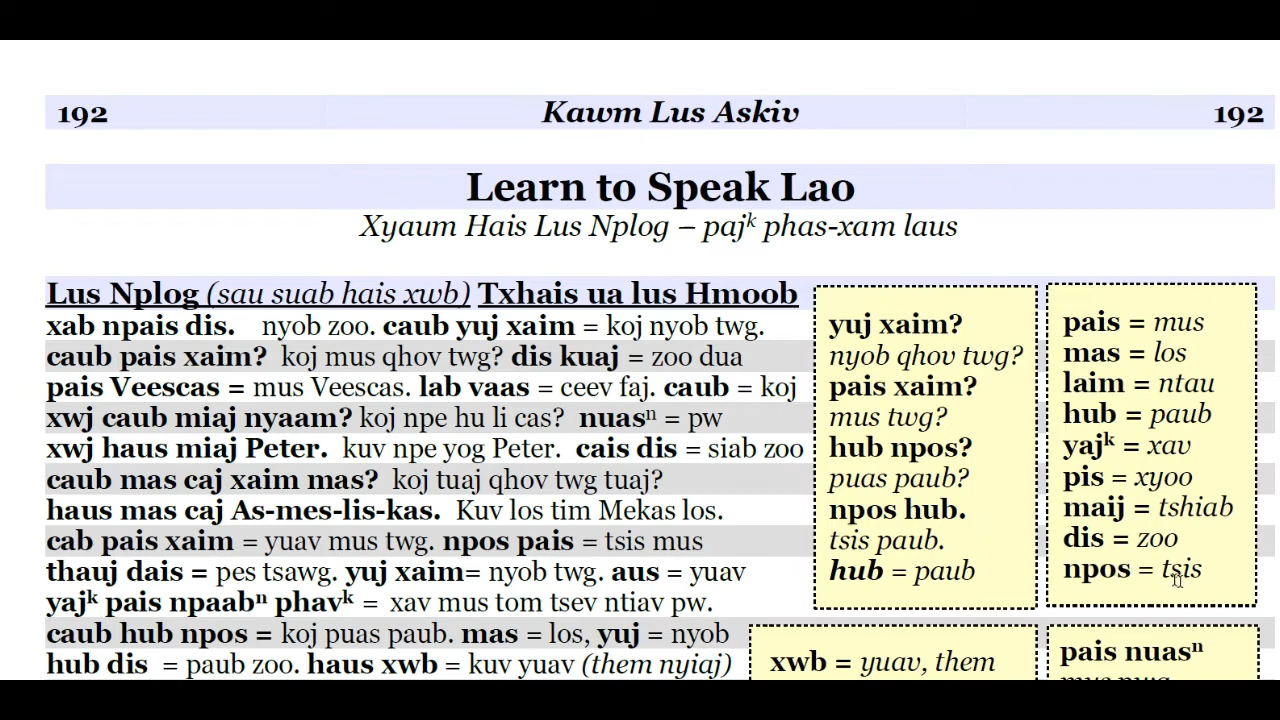 192 Kawm Lus Askiv 192
Learn to Speak Lao
Xyaum Hais Lus Nplog – pajᵏ phas-xam laus
Lus Nplog (sau suab hais xwb) Txhais ua lus Hmoob
xab npais dis. nyob zoo. caub yuj xaim = koj nyob twg.
caub pais xaim? koj mus qhov twg? dis kuaj = zoo dua
pais Veescas = mus Veescas. lab vaas = ceev faj. caub = koj
xwj caub miaj nyaam? koj npe hu li cas? nuasⁿ = pw
xwj haus miaj Peter. kuv npe yog Peter. cais dis = siab zoo
caub mas caj xaim mas? koj tuaj qhov twg tuaj?
haus mas caj As-mes-lis-kas. Kuv los tim Mekas los.
cab pais xaim = yuav mus twg. npos pais = tsis mus
thauj dais = pes tsawg. yuj xaim= nyob twg. aus = yuav
yajᵏ pais npaabⁿ phavᵏ = xav mus tom tsev ntiav pw.
caub hub npos = koj puas paub. mas = los, yuj = nyob
hub dis = paub zoo. haus xwb = kuv yuav (them nyiaj)
yuj xaim?
nyob qhov twg?
pais xaim?
mus twg?
hub npos?
puas paub?
npos hub.
tsis paub.
hub = paub
pais = mus
mas = los
laim = ntau
hub = paub
yajᵏ = xav
pis = xyoo
maij = tshiab
dis = zoo
npos = tsis
xwb = yuav, them
pais nuasⁿ